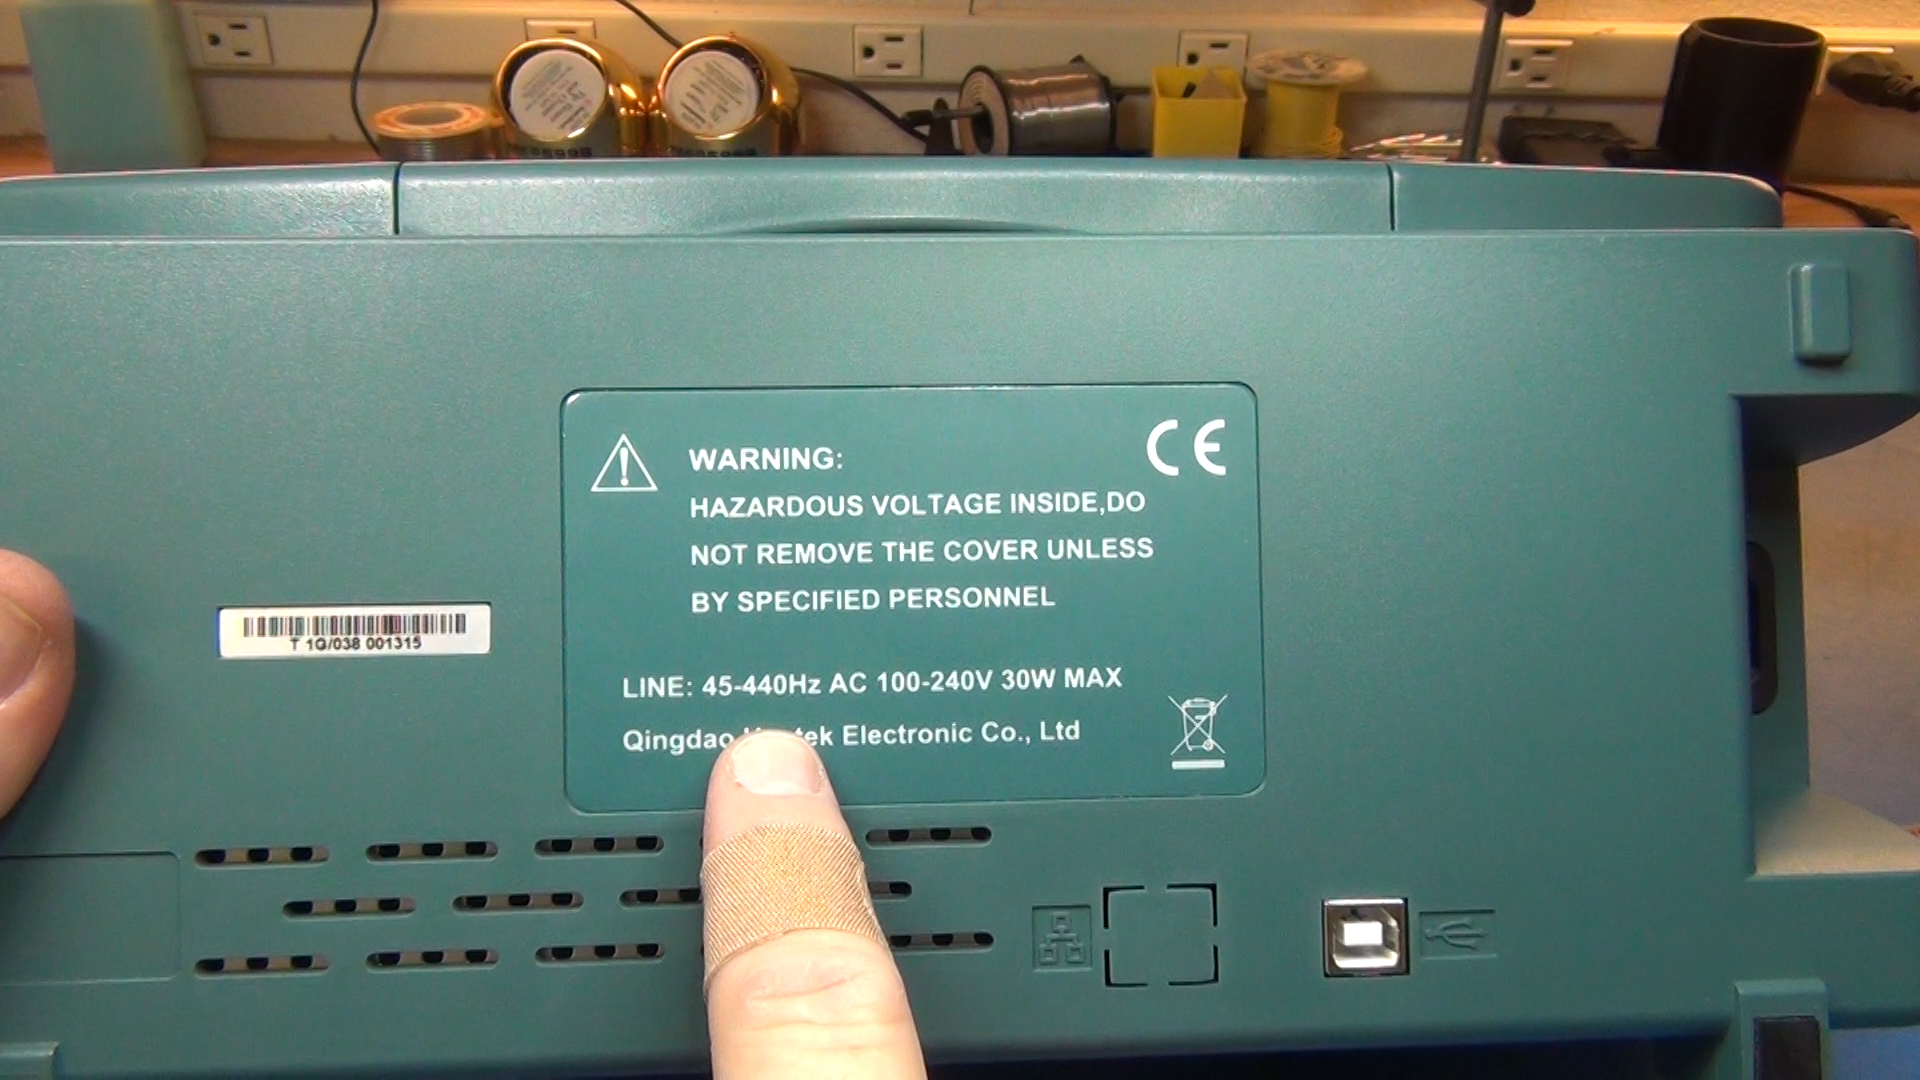 CE
WARNING:
HAZARDOUS VOLTAGE INSIDE,DO
NOT REMOVE THE COVER UNLESS
BY SPECIFIED PERSONNEL
T 1G/038 001315
LINE: 45-440Hz AC 100-240V 30W MAX
Qingdao Electronic Co., Ltd